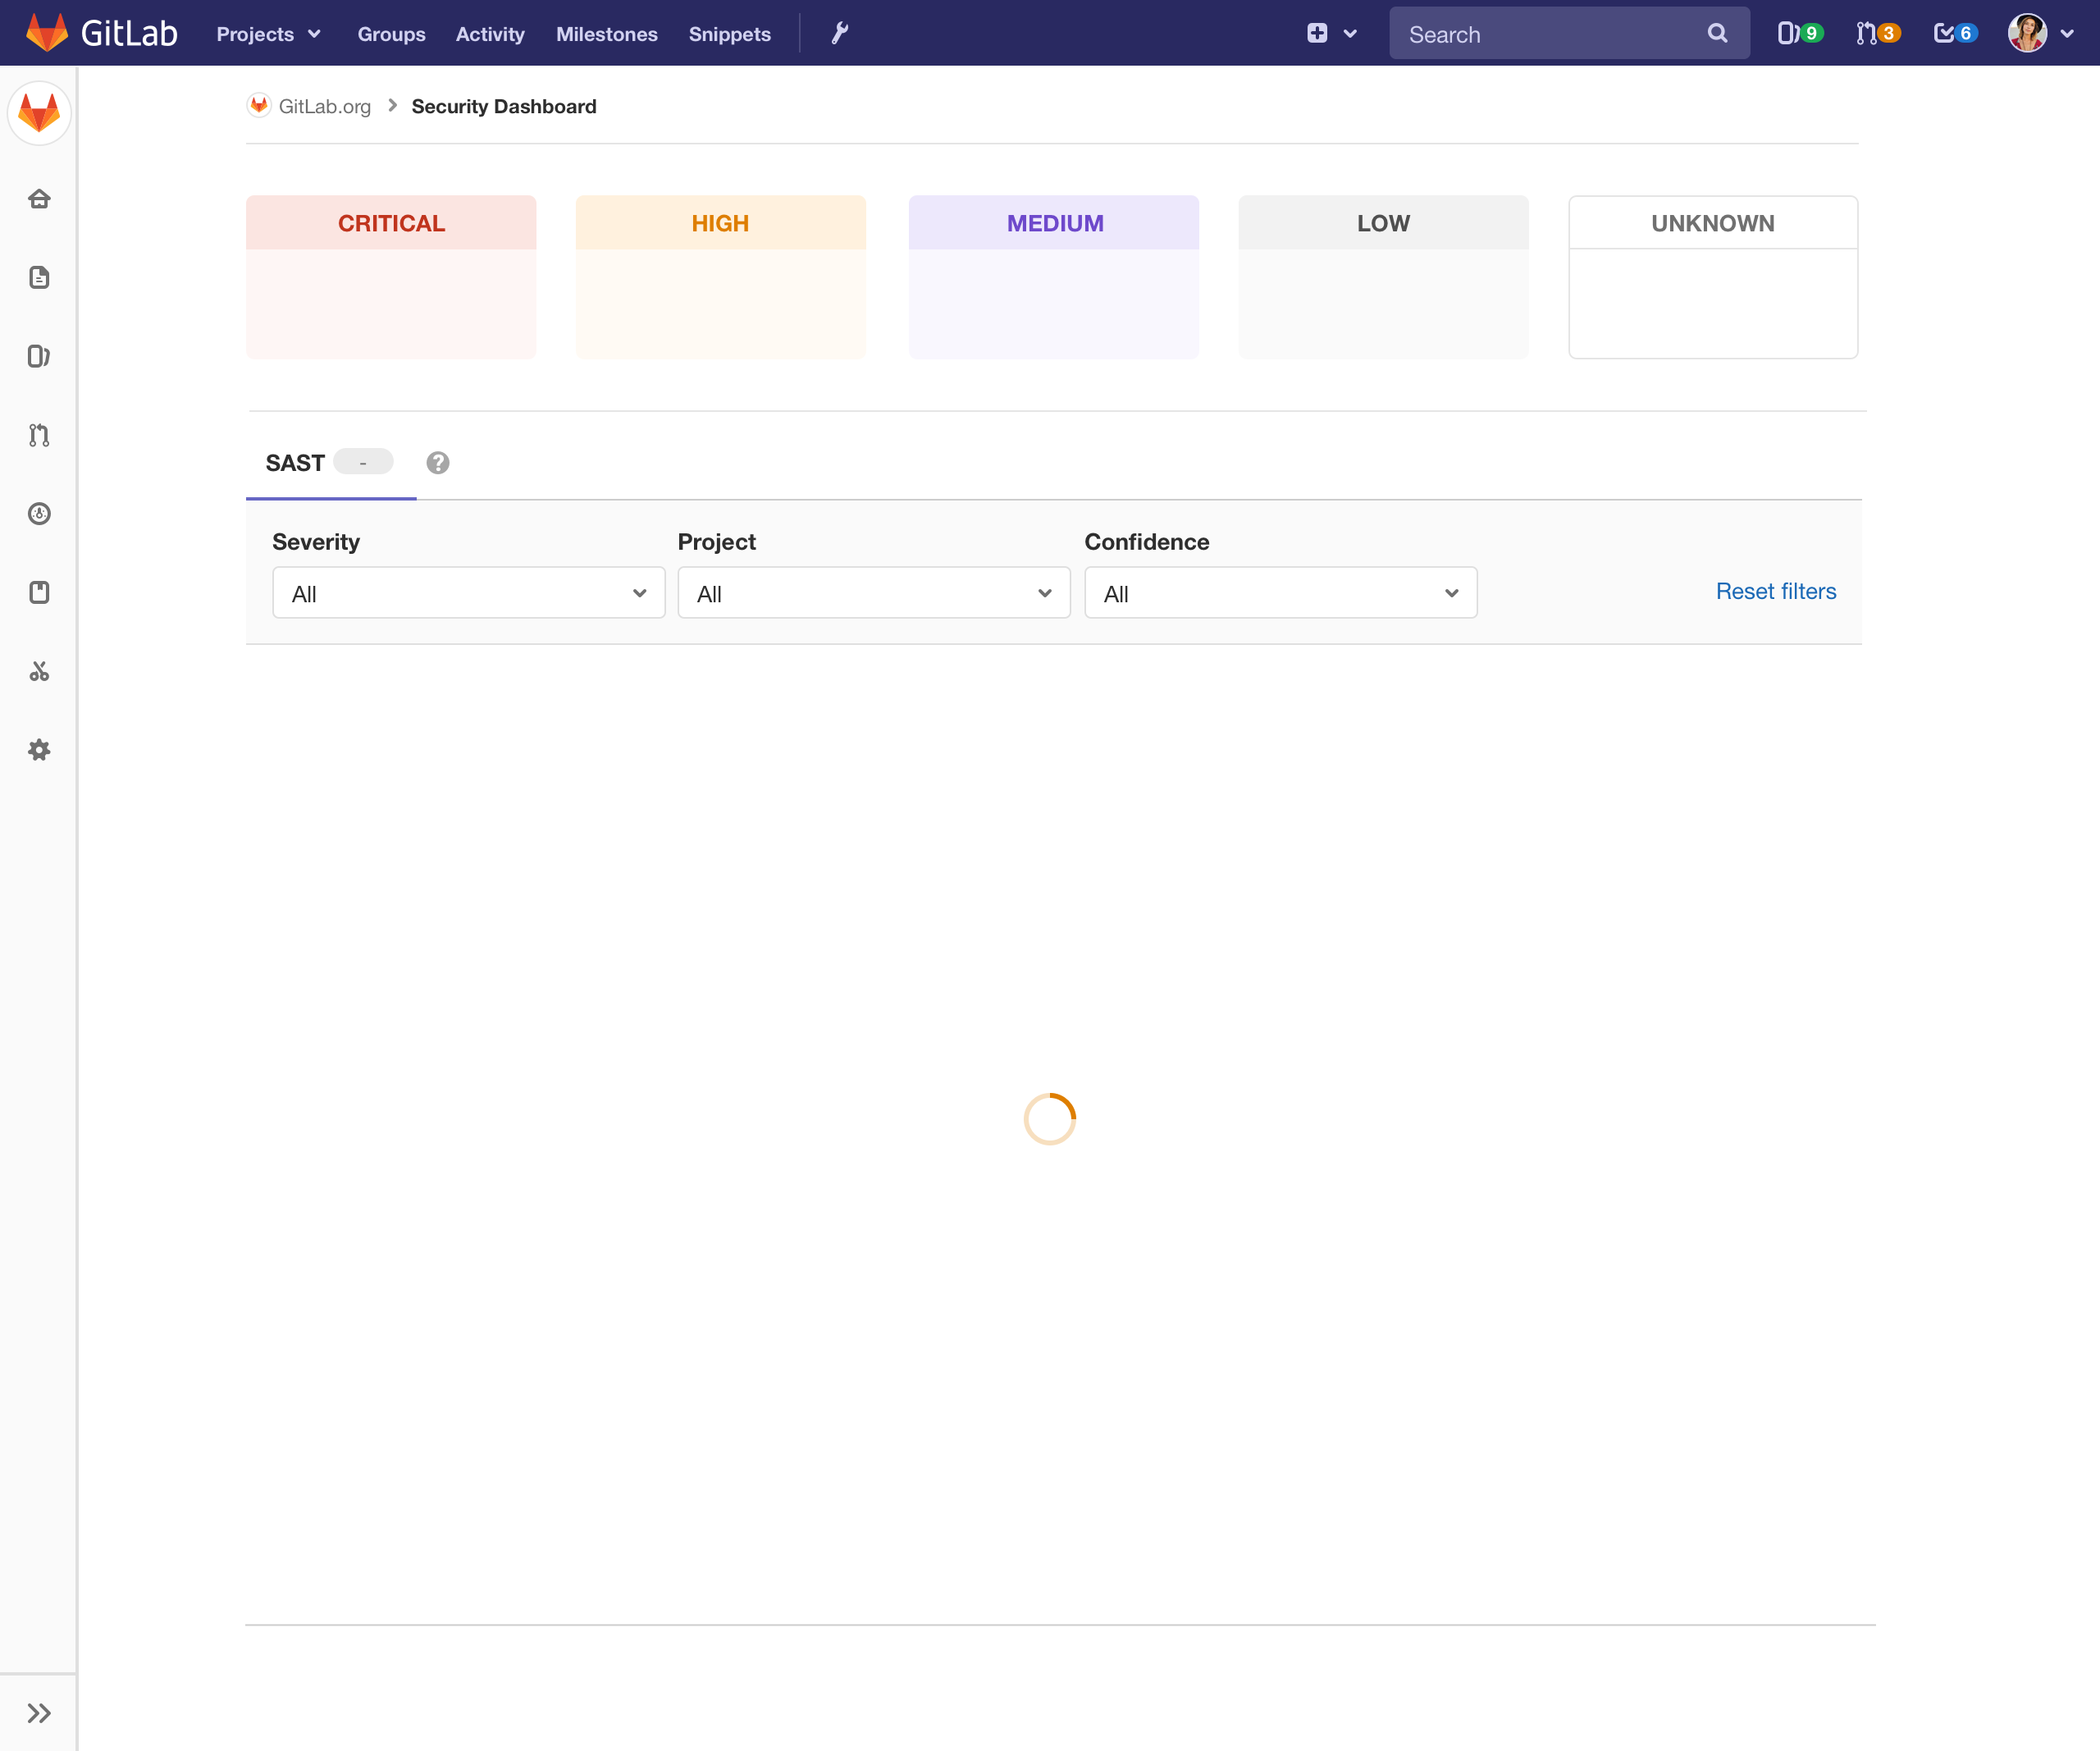 GitLab Projects Groups Activity Milestones Snippets Search 9 3 6
GitLab.org Security Dashboard
CRITICAL HIGH MEDIUM LOW UNKNOWN
SAST - ?
Severity Project Confidence
All All All Reset filters